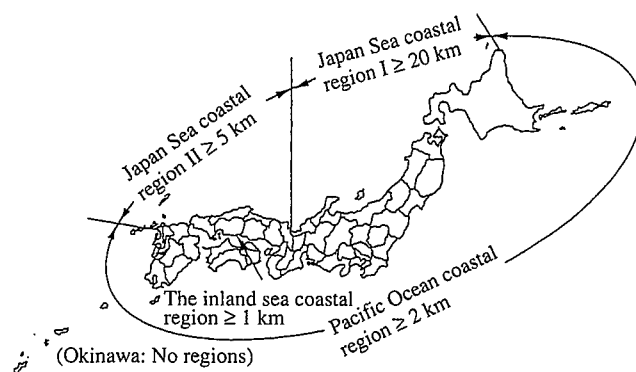 Japan Sea coastal
region I ≥ 20 km
Japan Sea coastal
region II ≥ 5 km
The inland sea coastal
region ≥ 1 km
Pacific Ocean coastal
region ≥ 2 km
(Okinawa: No regions)